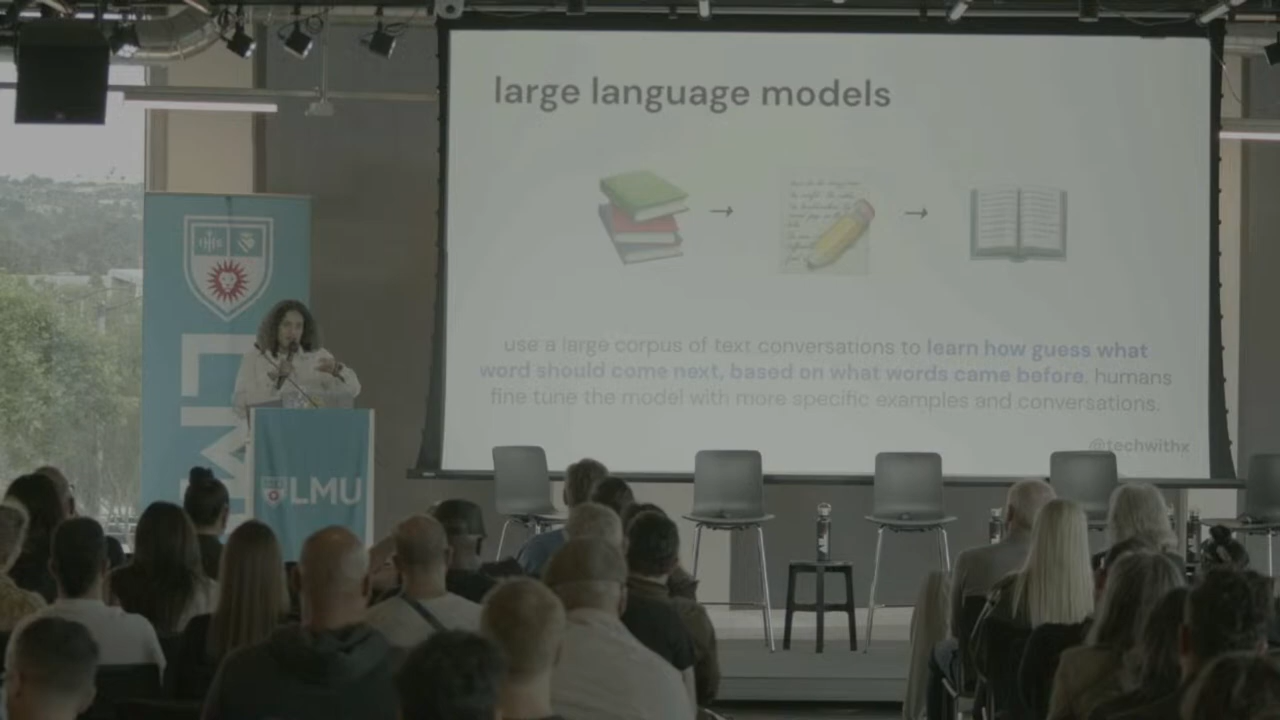 large language models
use a large corpus of text conversations to learn how guess what
word should come next, based on what words came before. humans
fine tune the model with more specific examples and conversations.
@techwithx
IHS
LMU
LMU